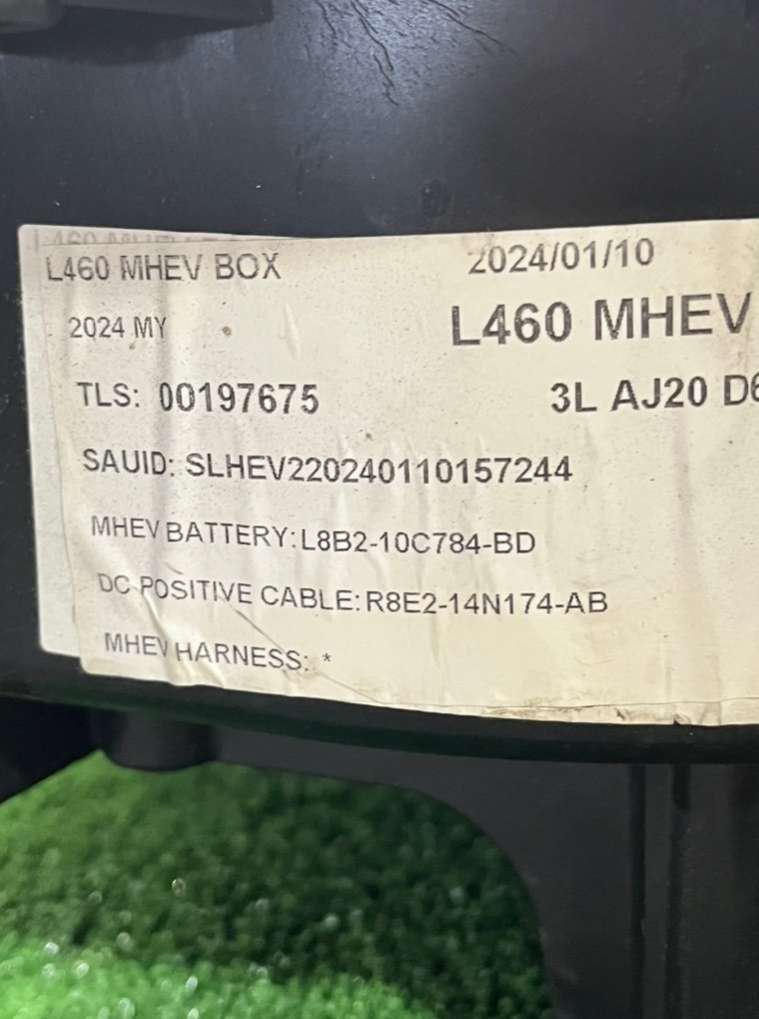 L460 MHEV BOX 2024/01/10
2024 MY L460 MHEV
TLS: 00197675 3L AJ20 D6
SAUID: SLHEV220240110157244
MHEV BATTERY: L8B2-10C784-BD
DC POSITIVE CABLE: R8E2-14N174-AB
MHEV HARNESS: *